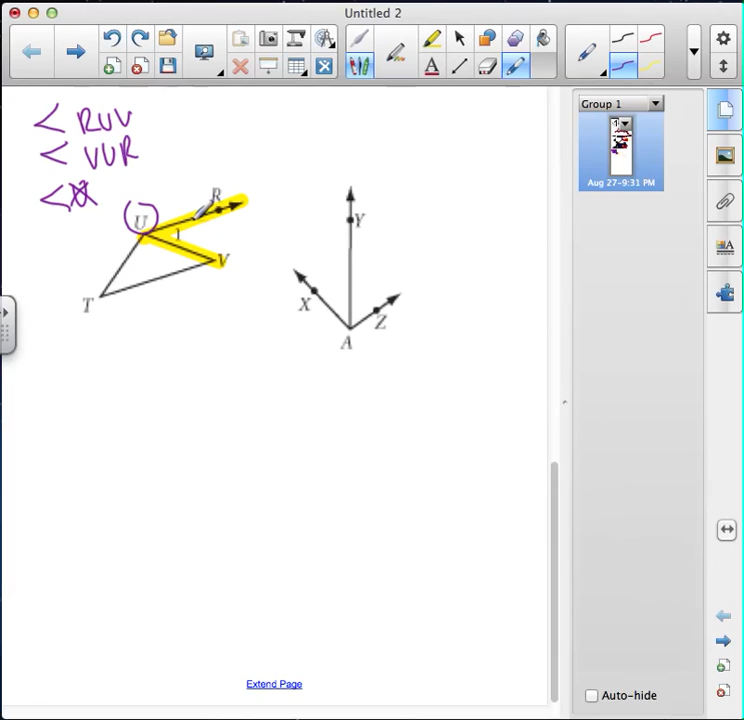 Untitled 2
< RUV
< VUR
<
R
U
1
V
T
Y
X
Z
A
Group 1
Aug 27-9:31 PM
Extend Page
Auto-hide